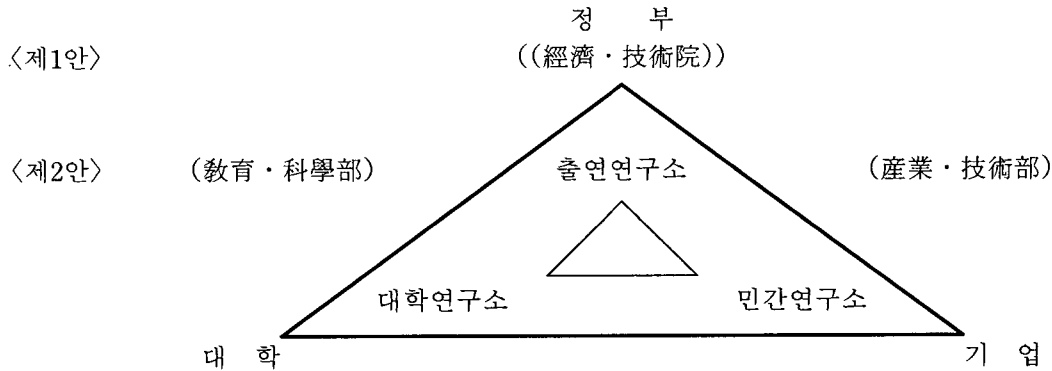 정 부
〈제1안〉 ((經濟·技術院))
〈제2안〉 (敎育·科學部) 출연연구소 (産業·技術部)
대학연구소 민간연구소
대 학 기 업